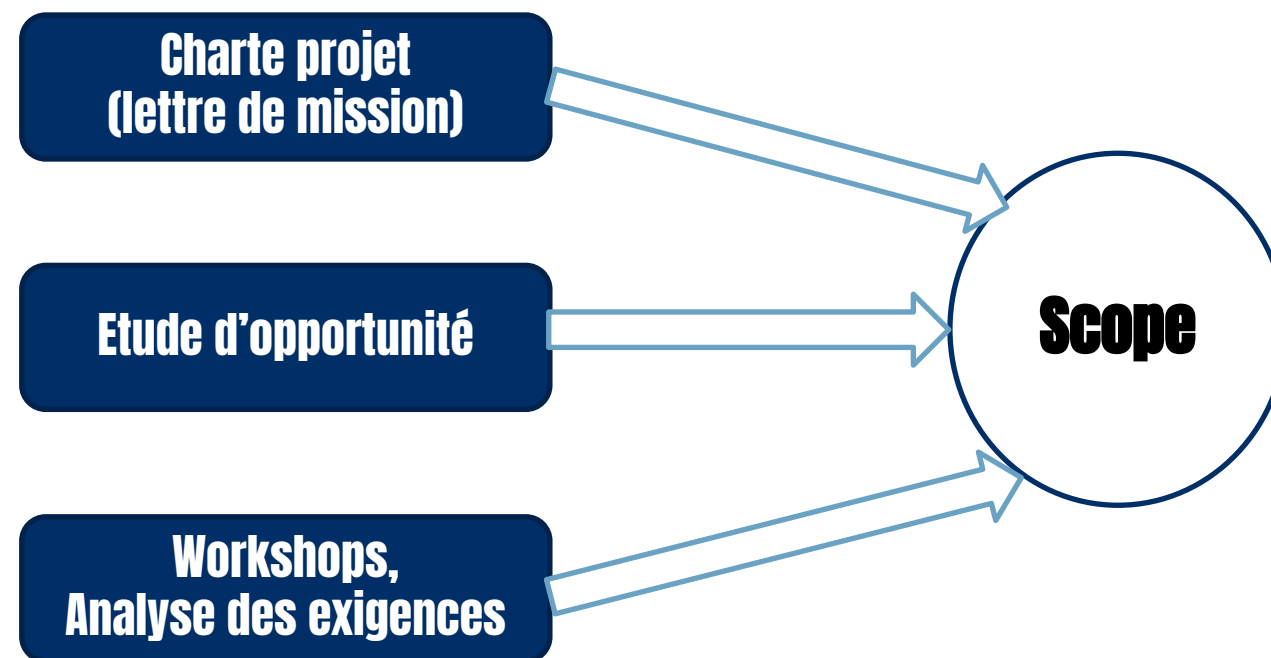 Charte projet
(lettre de mission)
Etude d’opportunité
Scope
Workshops,
Analyse des exigences